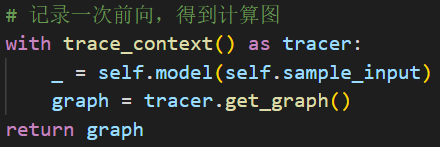 # 记录一次前向，得到计算图
with trace_context() as tracer:
    _ = self.model(self.sample_input)
    graph = tracer.get_graph()
return graph